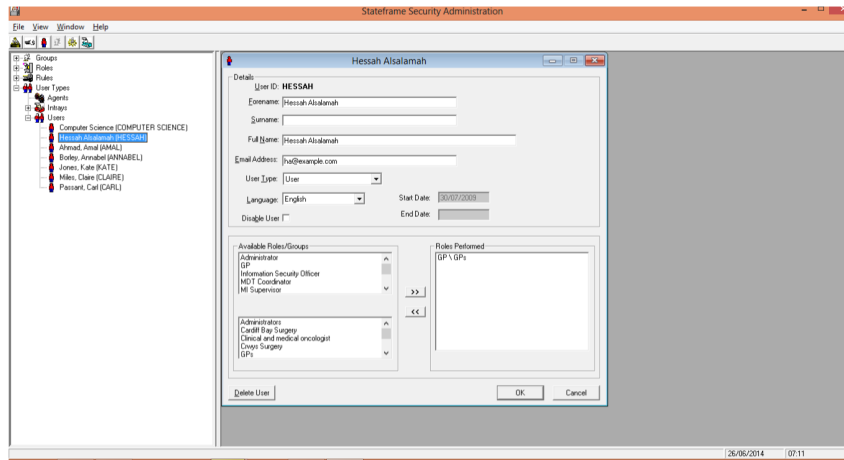 Stateframe Security Administration
File View Window Help
Groups
Roles
Rules
User Types
Agents
Intrays
Users
Computer Science (COMPUTER SCIENCE)
Hessah Alsalamah (HESSAH)
Ahmad, Amal (AMAL)
Borley, Annabel (ANNABEL)
Jones, Kate (KATE)
Miles, Claire (CLAIRE)
Passant, Carl (CARL)
Hessah Alsalamah
Details
User ID: HESSAH
Forename: Hessah Alsalamah
Surname:
Full Name: Hessah Alsalamah
Email Address: ha@example.com
User Type: User
Language: English Start Date: 30/07/2009
Disable User End Date:
Available Roles/Groups
Administrator
GP
Information Security Officer
MDT Coordinator
MI Supervisor
Administrators
Cardiff Bay Surgery
Clinical and medical oncologist
Crwys Surgery
GPs
>>
<<
Roles Performed
GP \ GPs
Delete User OK Cancel
26/06/2014 07:11